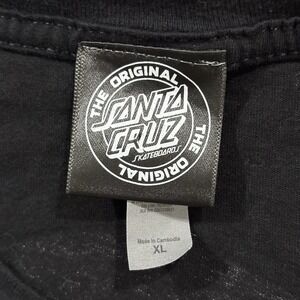 THE ORIGINAL
SANTA
CRUZ
SKATEBOARDS
THE ORIGINAL
Made in Cambodia
XL